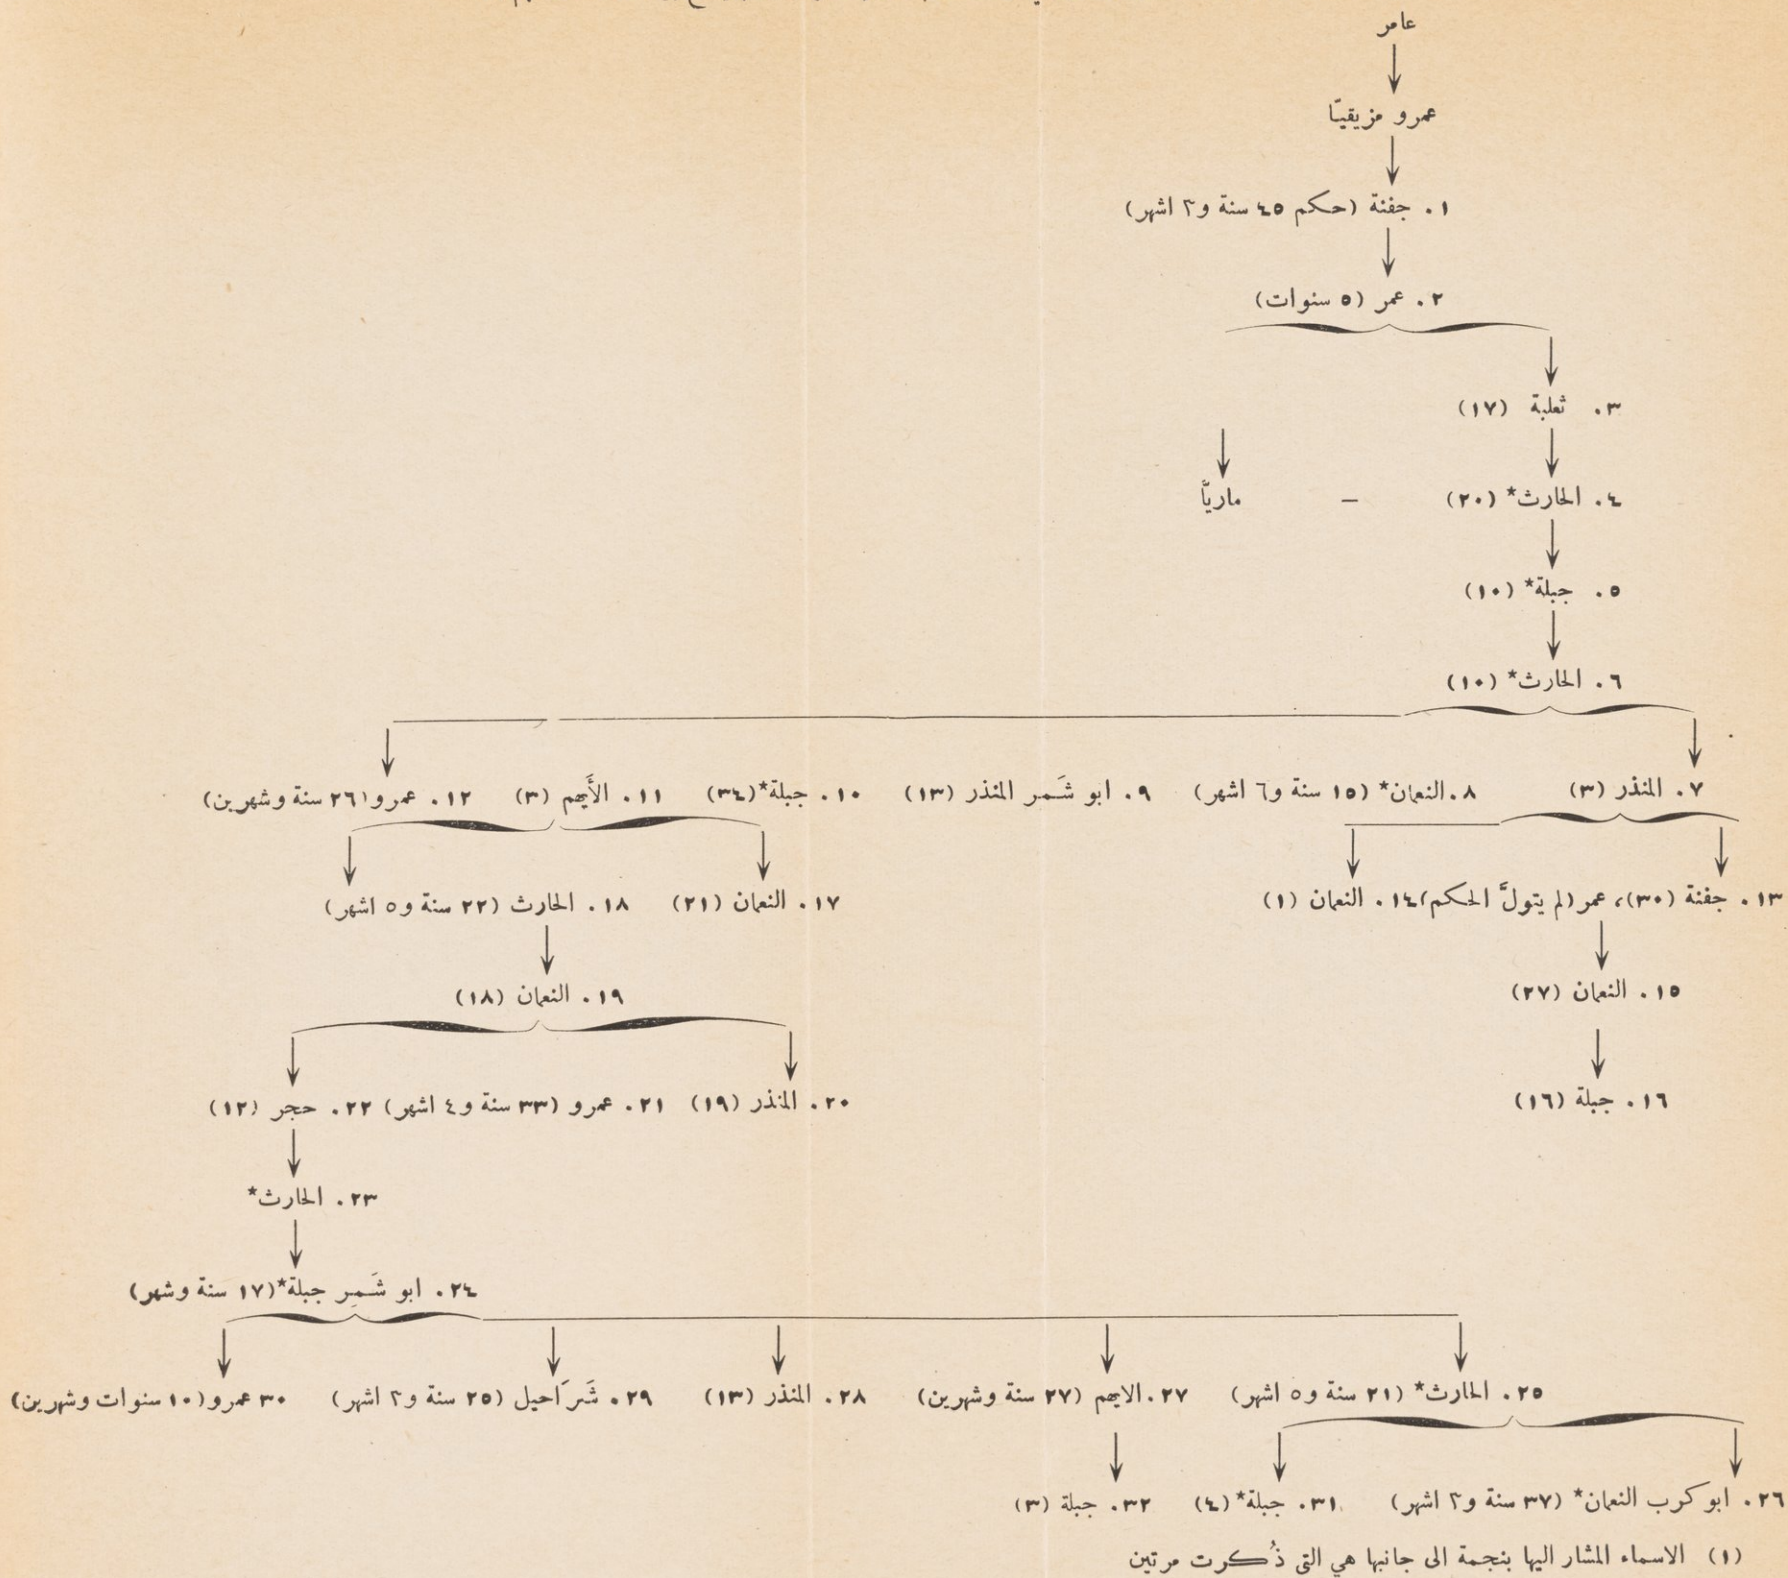 عامر
عمرو مزيقيّا
١. جفنة (حكم ٤٥ سنة و٣ اشهر)
٢. عمر (٥ سنوات)
٣. ثعلبة (١٧)
٤. الحارث* (٢٠) – ماريّا
٥. جبلة* (١٠)
٦. الحارث* (١٠)
٧. المنذر (٣) ٨. النعمان* (١٥ سنة و٦ اشهر) ٩. ابو شَمر المنذر (١٣) ١٠. جبلة* (٣٤) ١١. الأَيهم (٣) ١٢. عمرو (٢٦ سنة وشهرين)
١٣. جفنة (٣٠)، عمر (لم يتولَّ الحكم) ١٤. النعمان (١) ١٧. النعمان (٢١) ١٨. الحارث (٢٢ سنة و٥ اشهر)
١٥. النعمان (٢٧) ١٩. النعمان (١٨)
١٦. جبلة (١٦) ٢٠. المنذر (١٩) ٢١. عمرو (٣٣ سنة و٤ اشهر) ٢٢. حجر (١٢)
٢٣. الحارث*
٢٤. ابو شَمِر جبلة* (١٧ سنة وشهر)
٢٥. الحارث* (٢١ سنة و٥ اشهر) ٢٧. الايهم (٢٧ سنة وشهرين) ٢٨. المنذر (١٣) ٢٩. شَرَاحيل (٢٥ سنة و٣ اشهر) ٣٠ عمرو (١٠ سنوات وشهرين)
٢٦. ابو كرب النعمان* (٣٧ سنة و٣ اشهر) ٣١. جبلة* (٤) ٣٢. جبلة (٣)
(١) الاسماء المشار اليها بنجمة الى جانبها هي التي ذُكرت مرتين